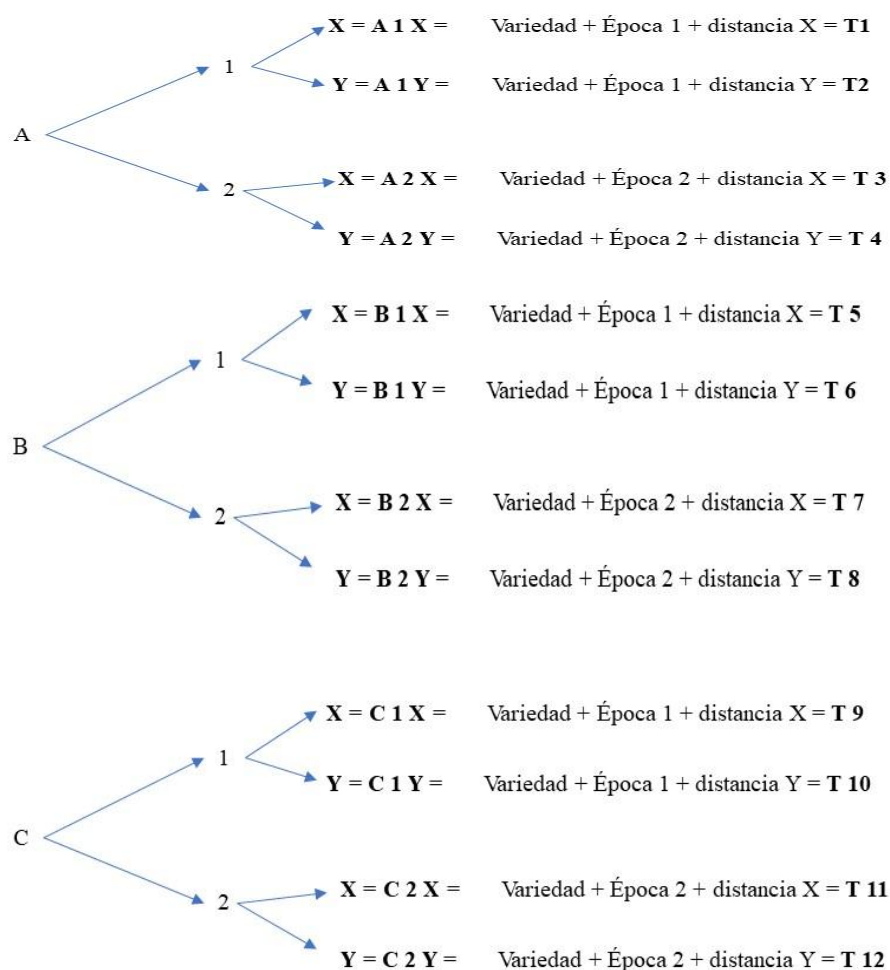 X = A 1 X = Variedad + Época 1 + distancia X = T1
1
Y = A 1 Y = Variedad + Época 1 + distancia Y = T2
A
X = A 2 X = Variedad + Época 2 + distancia X = T 3
2
Y = A 2 Y = Variedad + Época 2 + distancia Y = T 4
X = B 1 X = Variedad + Época 1 + distancia X = T 5
1
Y = B 1 Y = Variedad + Época 1 + distancia Y = T 6
B
X = B 2 X = Variedad + Época 2 + distancia X = T 7
2
Y = B 2 Y = Variedad + Época 2 + distancia Y = T 8
X = C 1 X = Variedad + Época 1 + distancia X = T 9
1
Y = C 1 Y = Variedad + Época 1 + distancia Y = T 10
C
X = C 2 X = Variedad + Época 2 + distancia X = T 11
2
Y = C 2 Y = Variedad + Época 2 + distancia Y = T 12